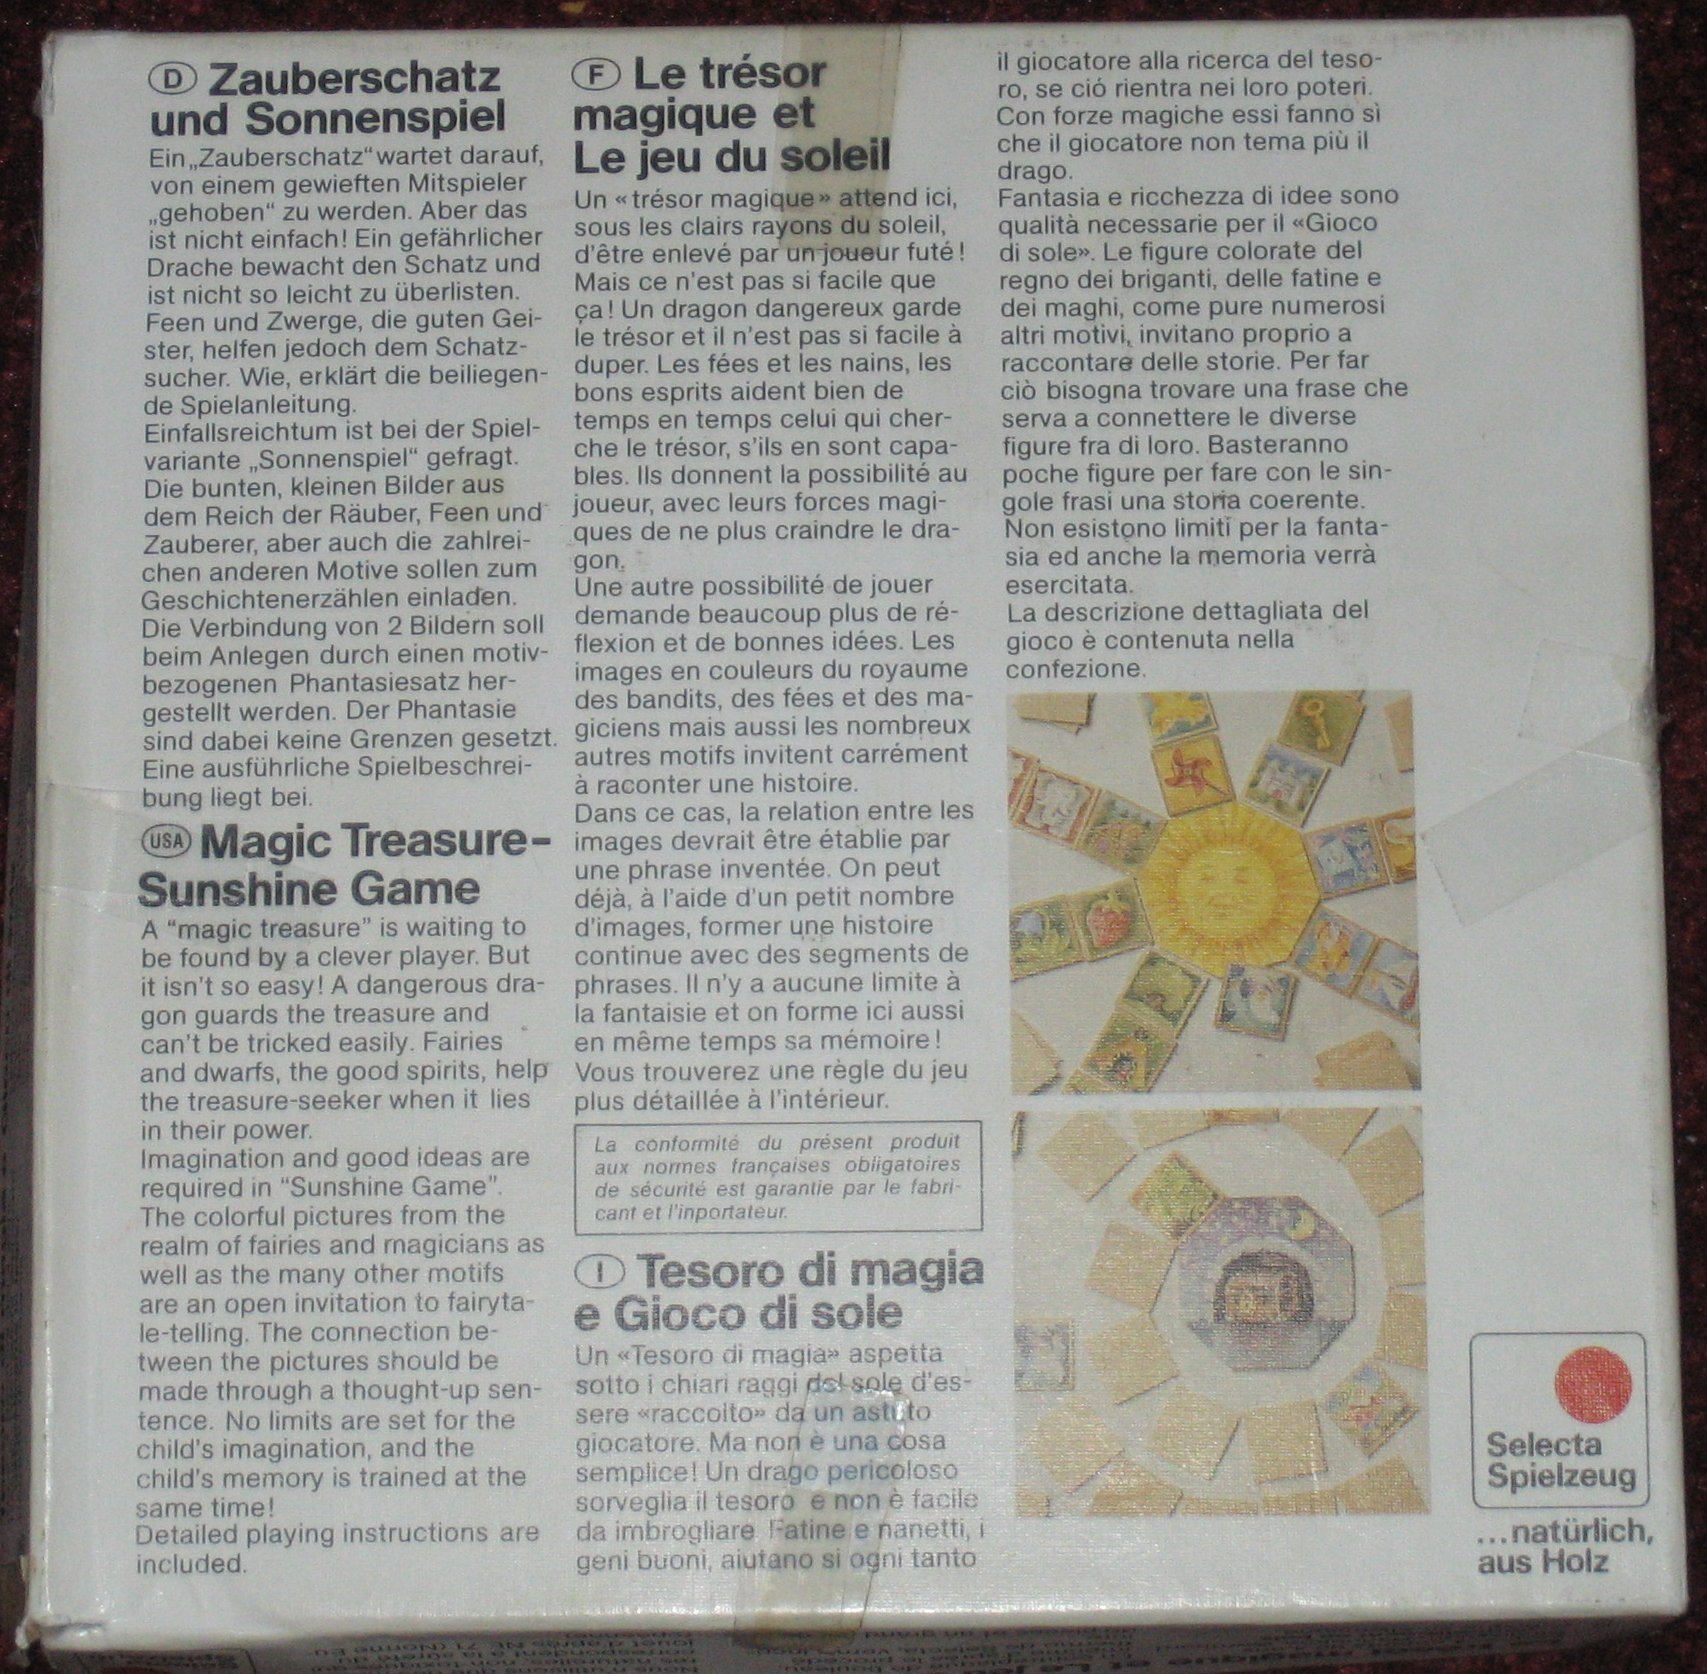 D Zauberschatz
und Sonnenspiel
Ein „Zauberschatz“ wartet darauf,
von einem gewieften Mitspieler
„gehoben“ zu werden. Aber das
ist nicht einfach! Ein gefährlicher
Drache bewacht den Schatz und
ist nicht so leicht zu überlisten.
Feen und Zwerge, die guten Gei-
ster, helfen jedoch dem Schatz-
sucher. Wie, erklärt die beiliegen-
de Spielanleitung.
Einfallsreichtum ist bei der Spiel-
variante „Sonnenspiel“ gefragt.
Die bunten, kleinen Bilder aus
dem Reich der Räuber, Feen und
Zauberer, aber auch die zahlrei-
chen anderen Motive sollen zum
Geschichtenerzählen einladen.
Die Verbindung von 2 Bildern soll
beim Anlegen durch einen motiv-
bezogenen Phantasiesatz her-
gestellt werden. Der Phantasie
sind dabei keine Grenzen gesetzt.
Eine ausführliche Spielbeschrei-
bung liegt bei.
USA Magic Treasure-
Sunshine Game
A “magic treasure” is waiting to
be found by a clever player. But
it isn’t so easy! A dangerous dra-
gon guards the treasure and
can’t be tricked easily. Fairies
and dwarfs, the good spirits, help
the treasure-seeker when it lies
in their power.
Imagination and good ideas are
required in “Sunshine Game”.
The colorful pictures from the
realm of fairies and magicians as
well as the many other motifs
are an open invitation to fairyta-
le-telling. The connection be-
tween the pictures should be
made through a thought-up sen-
tence. No limits are set for the
child’s imagination, and the
child’s memory is trained at the
same time!
Detailed playing instructions are
included.
F Le trésor
magique et
Le jeu du soleil
Un «trésor magique» attend ici,
sous les clairs rayons du soleil,
d’être enlevé par un joueur futé!
Mais ce n’est pas si facile que
ça! Un dragon dangereux garde
le trésor et il n’est pas si facile à
duper. Les fées et les nains, les
bons esprits aident bien de
temps en temps celui qui cher-
che le trésor, s’ils en sont capa-
bles. Ils donnent la possibilité au
joueur, avec leurs forces magi-
ques de ne plus craindre le dra-
gon.
Une autre possibilité de jouer
demande beaucoup plus de ré-
flexion et de bonnes idées. Les
images en couleurs du royaume
des bandits, des fées et des ma-
giciens mais aussi les nombreux
autres motifs invitent carrément
à raconter une histoire.
Dans ce cas, la relation entre les
images devrait être établie par
une phrase inventée. On peut
déjà, à l’aide d’un petit nombre
d’images, former une histoire
continue avec des segments de
phrases. Il n’y a aucune limite à
la fantaisie et on forme ici aussi
en même temps sa mémoire!
Vous trouverez une règle du jeu
plus détaillée à l’intérieur.
La conformité du présent produit
aux normes françaises obligatoires
de sécurité est garantie par le fabri-
cant et l’inportateur.
I Tesoro di magia
e Gioco di sole
Un «Tesoro di magia» aspetta
sotto i chiari raggi del sole d’es-
sere «raccolto» da un astuto
giocatore. Ma non è una cosa
semplice! Un drago pericoloso
sorveglia il tesoro e non è facile
da imbrogliare. Fatine e nanetti, i
geni buoni, aiutano sì ogni tanto
il giocatore alla ricerca del teso-
ro, se ció rientra nei loro poteri.
Con forze magiche essi fanno sì
che il giocatore non tema più il
drago.
Fantasia e ricchezza di idee sono
qualità necessarie per il «Gioco
di sole». Le figure colorate del
regno dei briganti, delle fatine e
dei maghi, come pure numerosi
altri motivi, invitano proprio a
raccontare delle storie. Per far
ciò bisogna trovare una frase che
serva a connettere le diverse
figure fra di loro. Basteranno
poche figure per fare con le sin-
gole frasi una storia coerente.
Non esistono limiti per la fanta-
sia ed anche la memoria verrà
esercitata.
La descrizione dettagliata del
gioco è contenuta nella
confezione.
Selecta
Spielzeug
...natürlich,
aus Holz